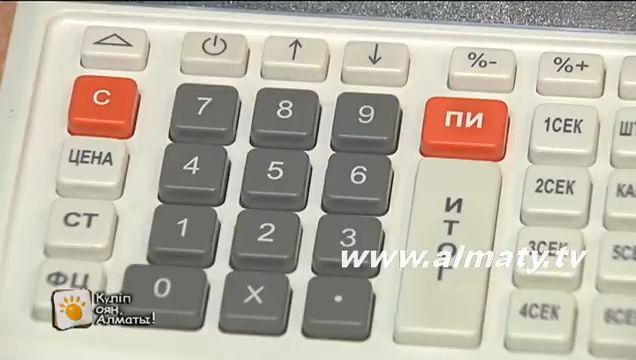 %- %+
C 7 8 9 ПИ 1СЕК
ЦЕНА 4 5 6 ИТОГ 2СЕК
СТ 1 2 3 3СЕК
ФЦ 0 X . 4СЕК 6СЕК
www.almaty.tv
Күліп
оян,
Алматы!